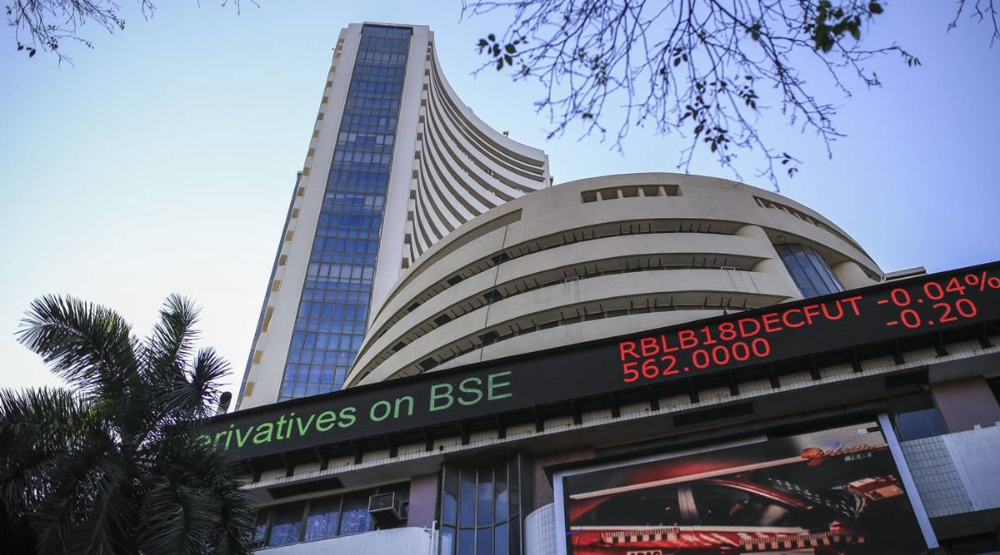 erivatives on BSE
RBLB18DECFUT -0.04%
562.0000 -0.20